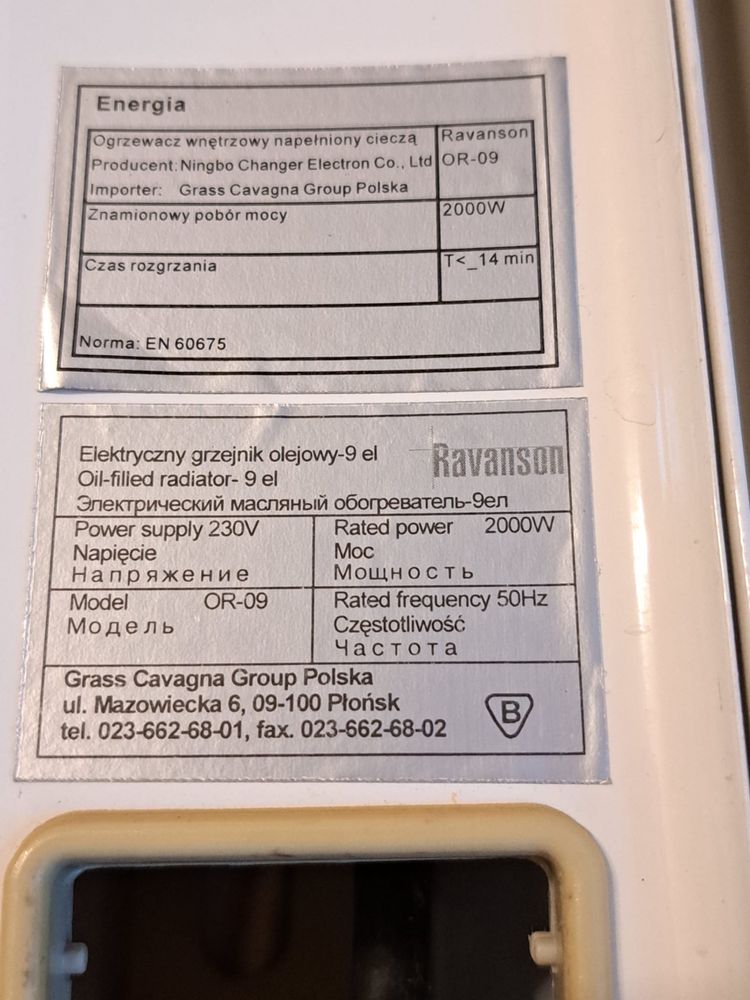 Energia
Ogrzewacz wnętrzowy napełniony cieczą Ravanson
Producent: Ningbo Changer Electron Co., Ltd OR-09
Importer: Grass Cavagna Group Polska
Znamionowy pobór mocy 2000W
Czas rozgrzania T<_14 min
Norma: EN 60675
Elektryczny grzejnik olejowy-9 el Ravanson
Oil-filled radiator- 9 el
Электрический масляный обогреватель-9ел
Power supply 230V Rated power 2000W
Napięcie Moc
Напряжение Мощность
Model OR-09 Rated frequency 50Hz
Модель Częstotliwość
Частота
Grass Cavagna Group Polska
ul. Mazowiecka 6, 09-100 Płońsk
tel. 023-662-68-01, fax. 023-662-68-02
B